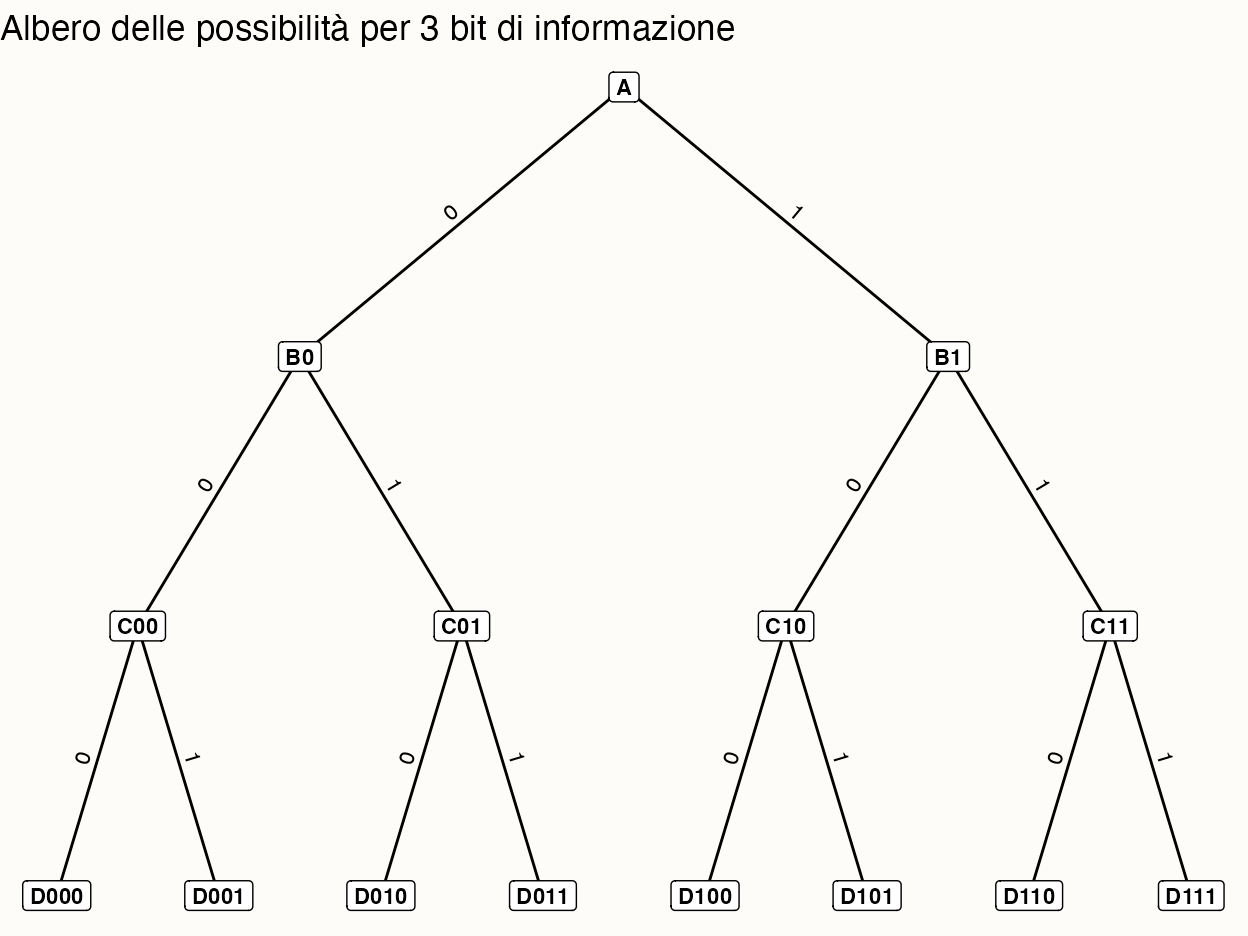 Albero delle possibilità per 3 bit di informazione
A
0 1
B0 B1
0 1 0 1
C00 C01 C10 C11
0 1 0 1 0 1 0 1
D000 D001 D010 D011 D100 D101 D110 D111